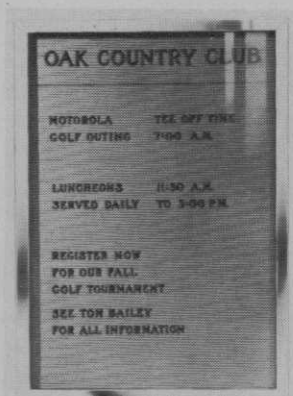 OAK COUNTRY CLUB
MOTOROLA TEE OFF TIME
GOLF OUTING 7:00 A.M.
LUNCHEONS 11:30 A.M.
SERVED DAILY TO 3:00 P.M.
REGISTER NOW
FOR OUR FALL
GOLF TOURNAMENT
SEE TOM BAILEY
FOR ALL INFORMATION